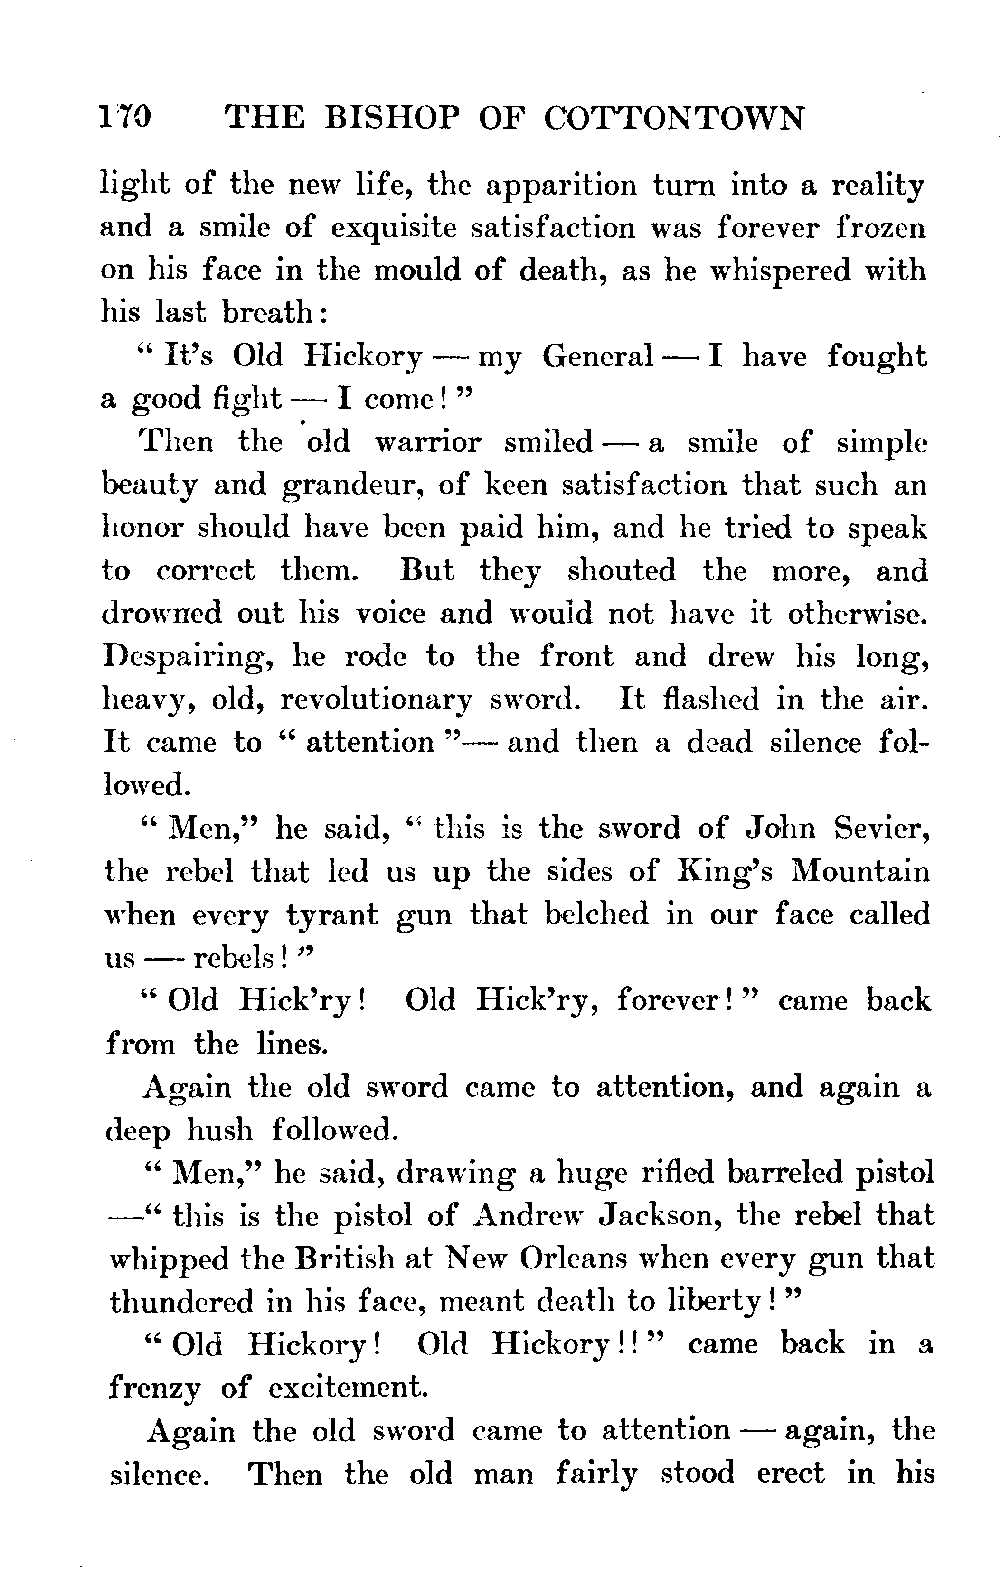 170 THE BISHOP OF COTTONTOWN
light of the new life, the apparition turn into a reality
and a smile of exquisite satisfaction was forever frozen
on his face in the mould of death, as he whispered with
his last breath:
“ It’s Old Hickory — my General — I have fought
a good fight — I come! ”
Then the old warrior smiled — a smile of simple
beauty and grandeur, of keen satisfaction that such an
honor should have been paid him, and he tried to speak
to correct them. But they shouted the more, and
drowned out his voice and would not have it otherwise.
Despairing, he rode to the front and drew his long,
heavy, old, revolutionary sword. It flashed in the air.
It came to “ attention ”— and then a dead silence fol-
lowed.
“ Men,” he said, “ this is the sword of John Sevier,
the rebel that led us up the sides of King’s Mountain
when every tyrant gun that belched in our face called
us — rebels! ”
“ Old Hick’ry! Old Hick’ry, forever! ” came back
from the lines.
Again the old sword came to attention, and again a
deep hush followed.
“ Men,” he said, drawing a huge rifled barreled pistol
—“ this is the pistol of Andrew Jackson, the rebel that
whipped the British at New Orleans when every gun that
thundered in his face, meant death to liberty! ”
“ Old Hickory! Old Hickory!! ” came back in a
frenzy of excitement.
Again the old sword came to attention — again, the
silence. Then the old man fairly stood erect in his